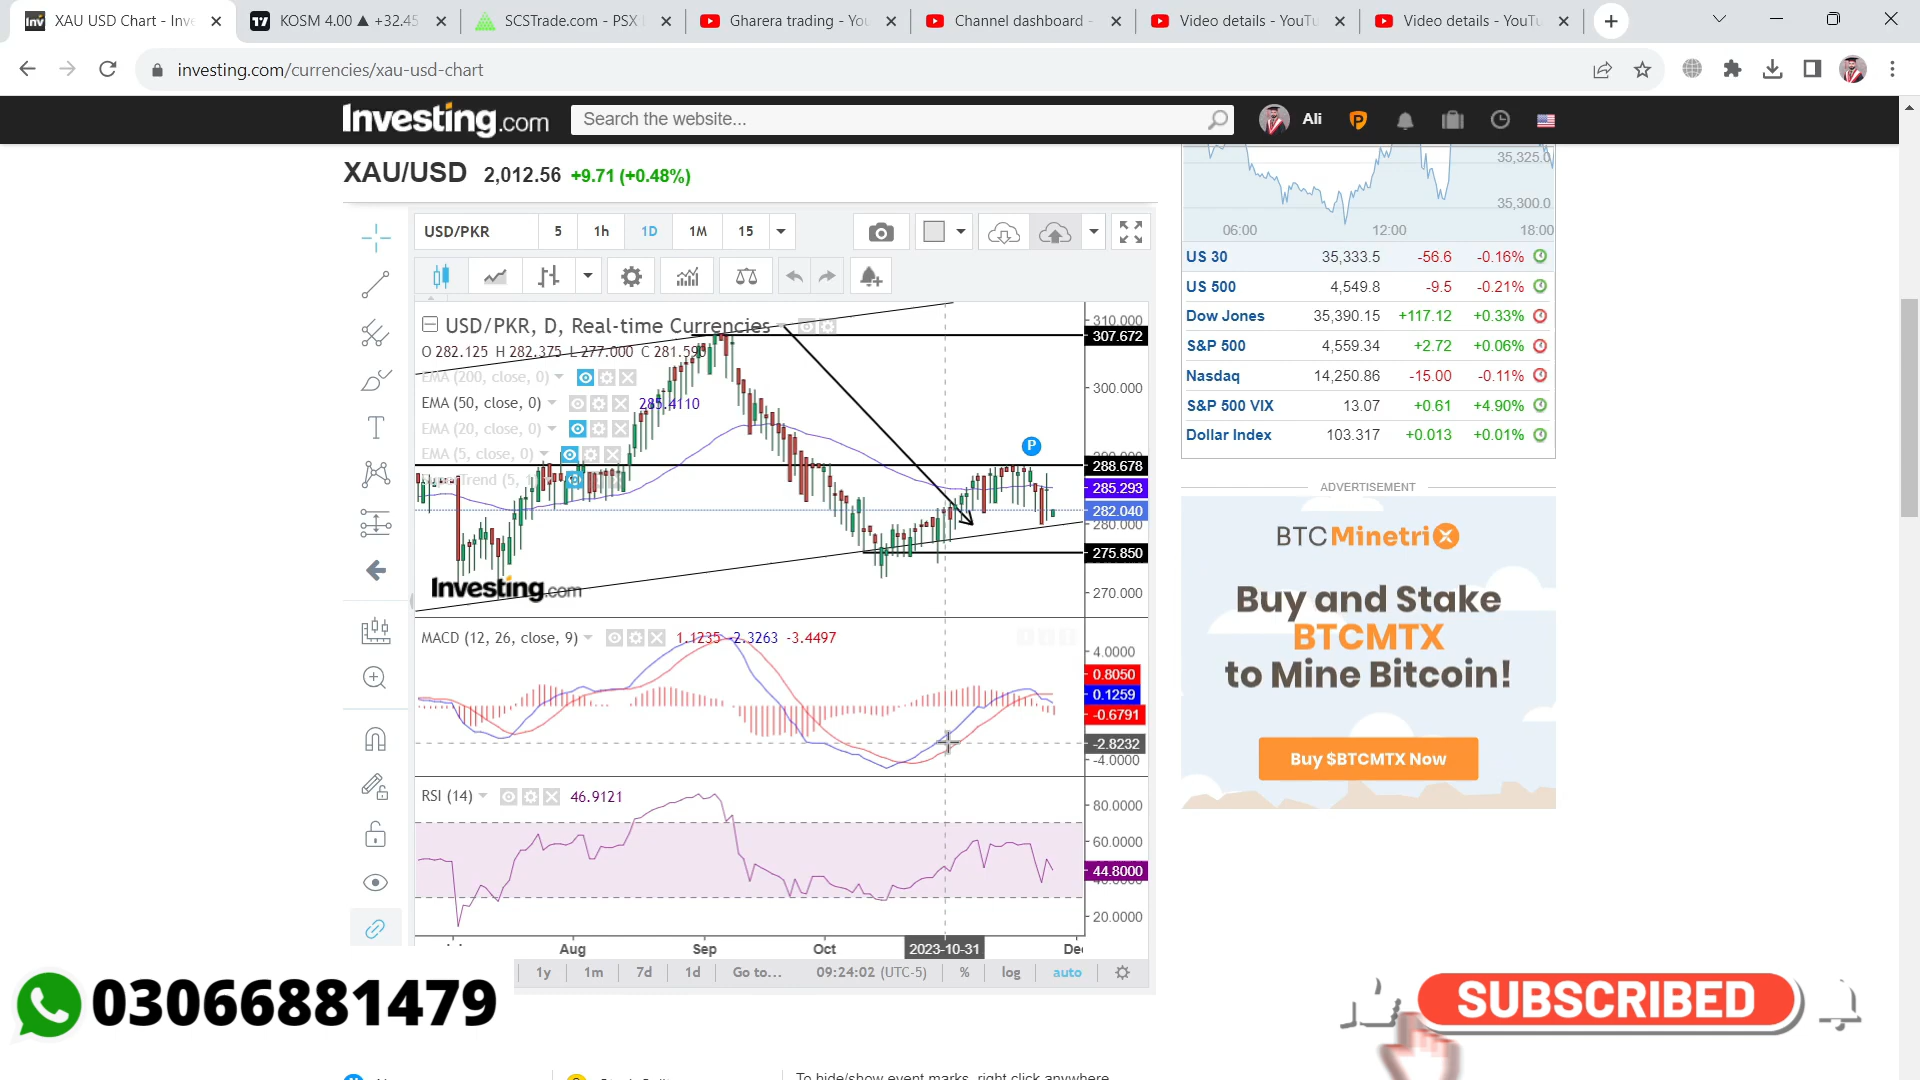 XAU USD Chart - Inve
KOSM 4.00 ▲ +32.45
SCSTrade.com - PSX
Gharera trading - You
Channel dashboard -
Video details - YouTu
Video details - YouTu
investing.com/currencies/xau-usd-chart
Investing.com
Search the website...
Ali
XAU/USD 2,012.56 +9.71 (+0.48%)
USD/PKR 5 1h 1D 1M 15
USD/PKR, D, Real-time Currencies
O 282.125 H 282.375 L 277.000 C 281.590
EMA (200, close, 0)
EMA (50, close, 0) 285.4110
EMA (20, close, 0)
EMA (5, close, 0)
310.000
307.672
300.000
288.678
285.293
282.040
280.000
275.850
270.000
P
Investing.com
MACD (12, 26, close, 9) 1.1235 -2.3263 -3.4497
4.0000
0.8050
0.1259
-0.6791
-2.8232
-4.0000
RSI (14) 46.9121
80.0000
60.0000
44.8000
20.0000
Aug Sep Oct 2023-10-31
1y 1m 7d 1d Go to... 09:24:02 (UTC-5) % log auto
35,325.0
35,300.0
06:00 12:00 18:00
US 30 35,333.5 -56.6 -0.16%
US 500 4,549.8 -9.5 -0.21%
Dow Jones 35,390.15 +117.12 +0.33%
S&P 500 4,559.34 +2.72 +0.06%
Nasdaq 14,250.86 -15.00 -0.11%
S&P 500 VIX 13.07 +0.61 +4.90%
Dollar Index 103.317 +0.013 +0.01%
ADVERTISEMENT
BTC Minetrix
Buy and Stake
BTCMTX
to Mine Bitcoin!
Buy $BTCMTX Now
03066881479
SUBSCRIBED
To hide/show event marks, right click anywhere